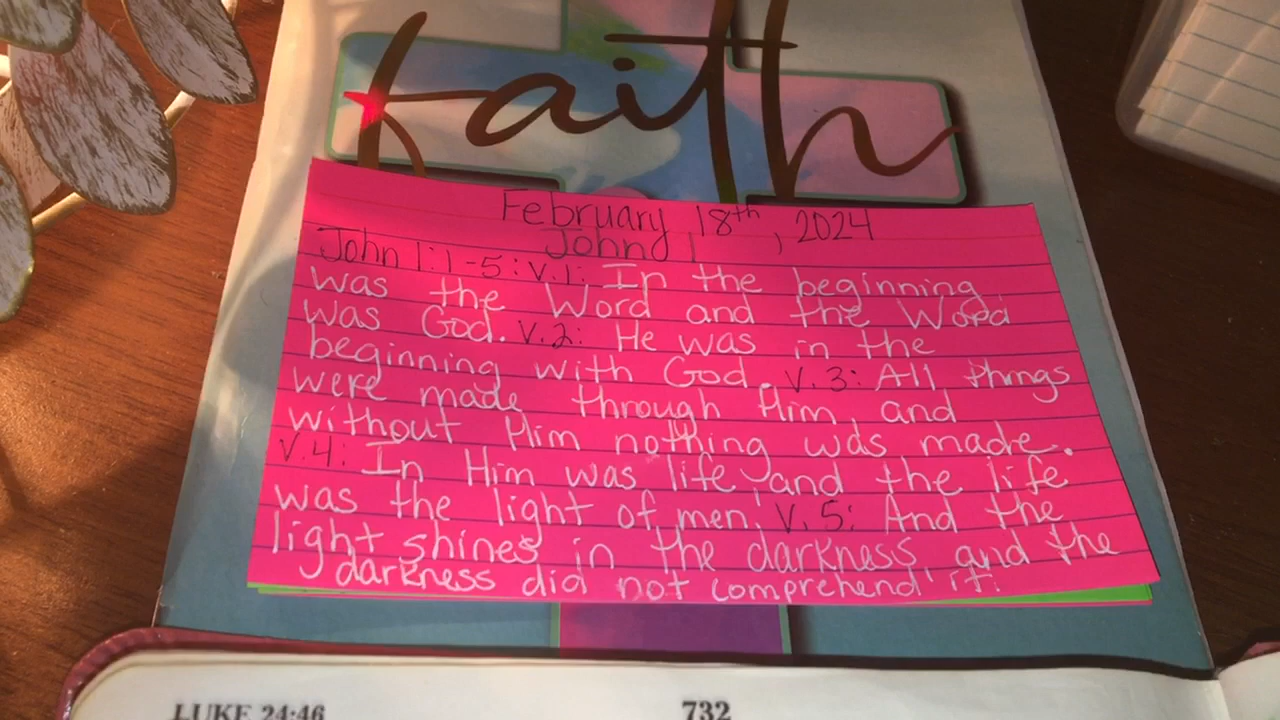 faith
February 18th, 2024
John 1
John 1:1-5: V.1: In the beginning
was the Word and the Word
was God. V.2: He was in the
beginning with God. V.3: All things
were made through Him, and
without Him nothing was made.
V.4: In Him was life, and the life
was the light of men. V.5: And the
light shines in the darkness, and the
darkness did not comprehend it.
LUKE 24:46
732